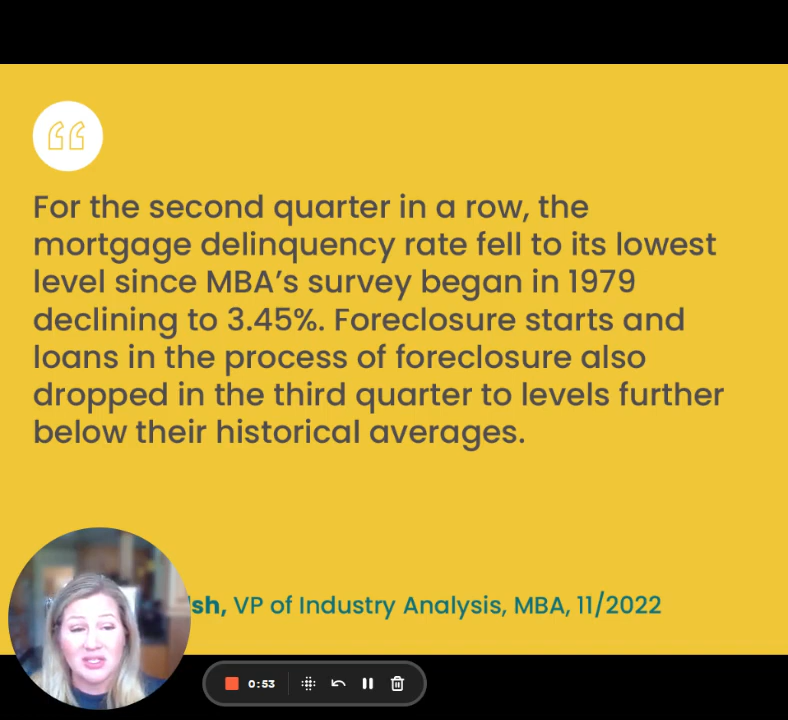 For the second quarter in a row, the
mortgage delinquency rate fell to its lowest
level since MBA's survey began in 1979
declining to 3.45%. Foreclosure starts and
loans in the process of foreclosure also
dropped in the third quarter to levels further
below their historical averages.
sh, VP of Industry Analysis, MBA, 11/2022
0:53